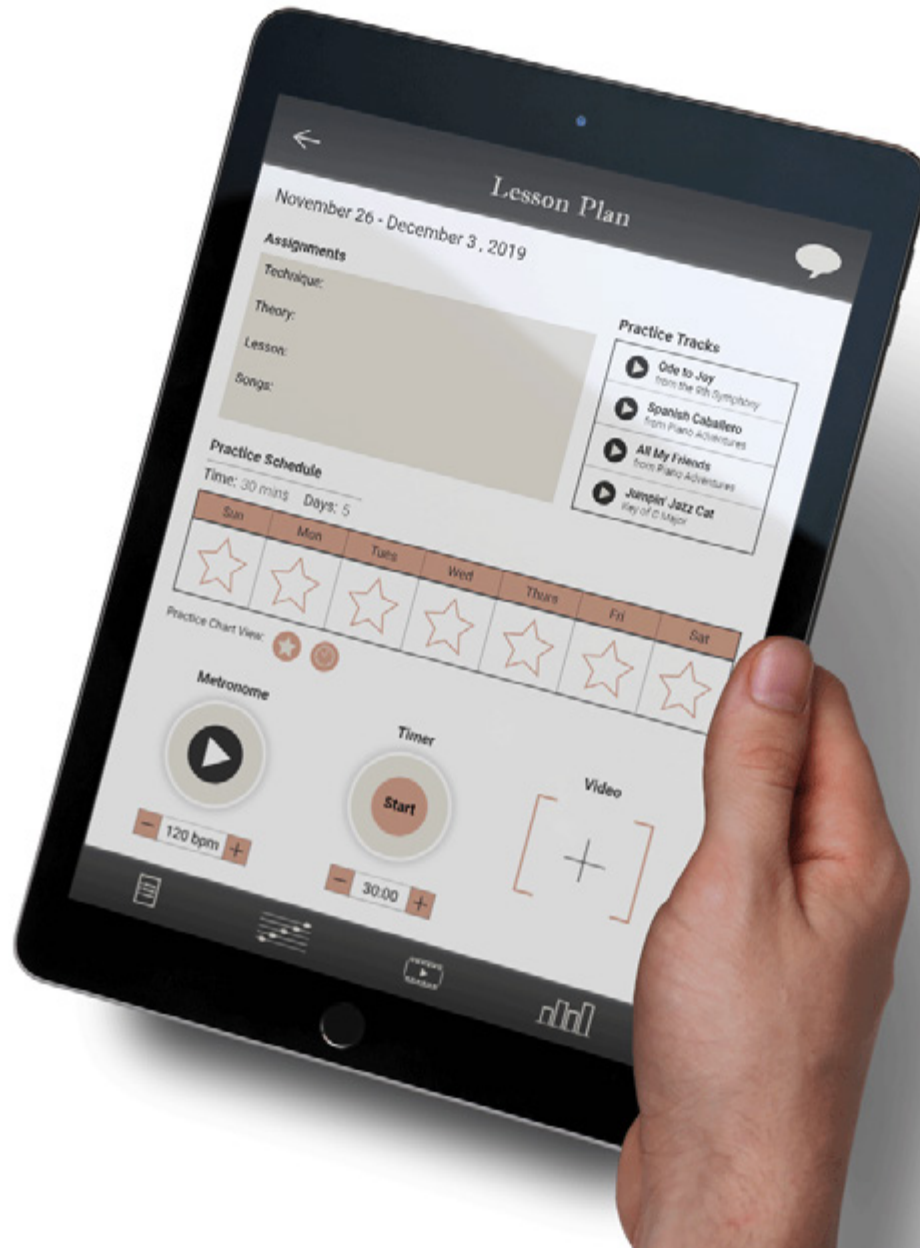 Lesson Plan
November 26 - December 3 , 2019
Assignments
Technique:
Theory:
Lesson:
Songs:
Practice Tracks
Ode to Joy
from the 9th Symphony
Spanish Caballero
from Piano Adventures
All My Friends
from Piano Adventures
Jumpin' Jazz Cat
Key of C Major
Practice Schedule
Time: 30 mins Days: 5
Sun Mon Tues Wed Thurs Fri Sat
Practice Chart View:
Metronome
120 bpm
Timer
Start
30:00
Video